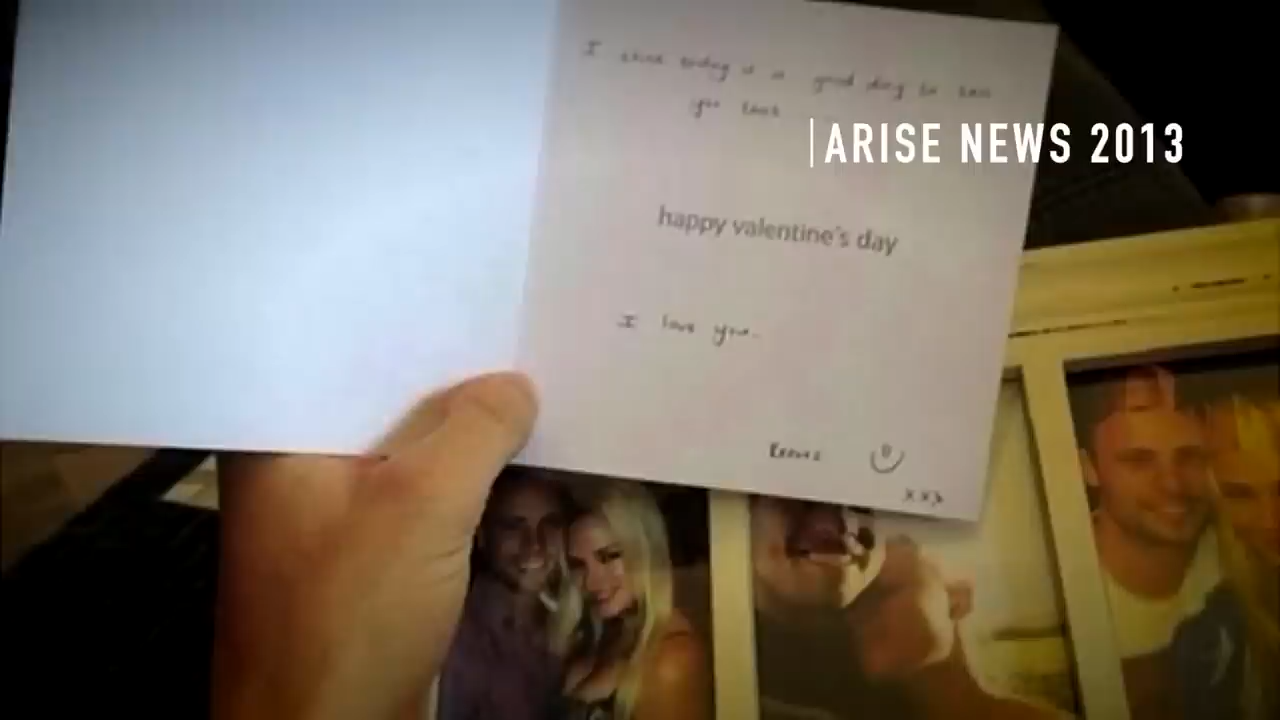 I think today is a good day to tell
you that
ARISE NEWS 2013
happy valentine's day
I love you.
xxx